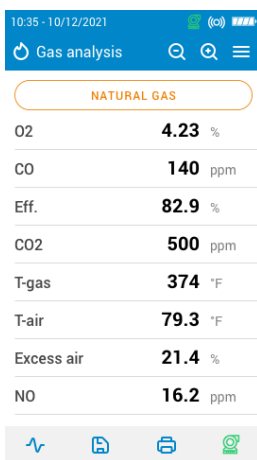 10:35 - 10/12/2021
Gas analysis
NATURAL GAS
O2 4.23 %
CO 140 ppm
Eff. 82.9 %
CO2 500 ppm
T-gas 374 °F
T-air 79.3 °F
Excess air 21.4 %
NO 16.2 ppm